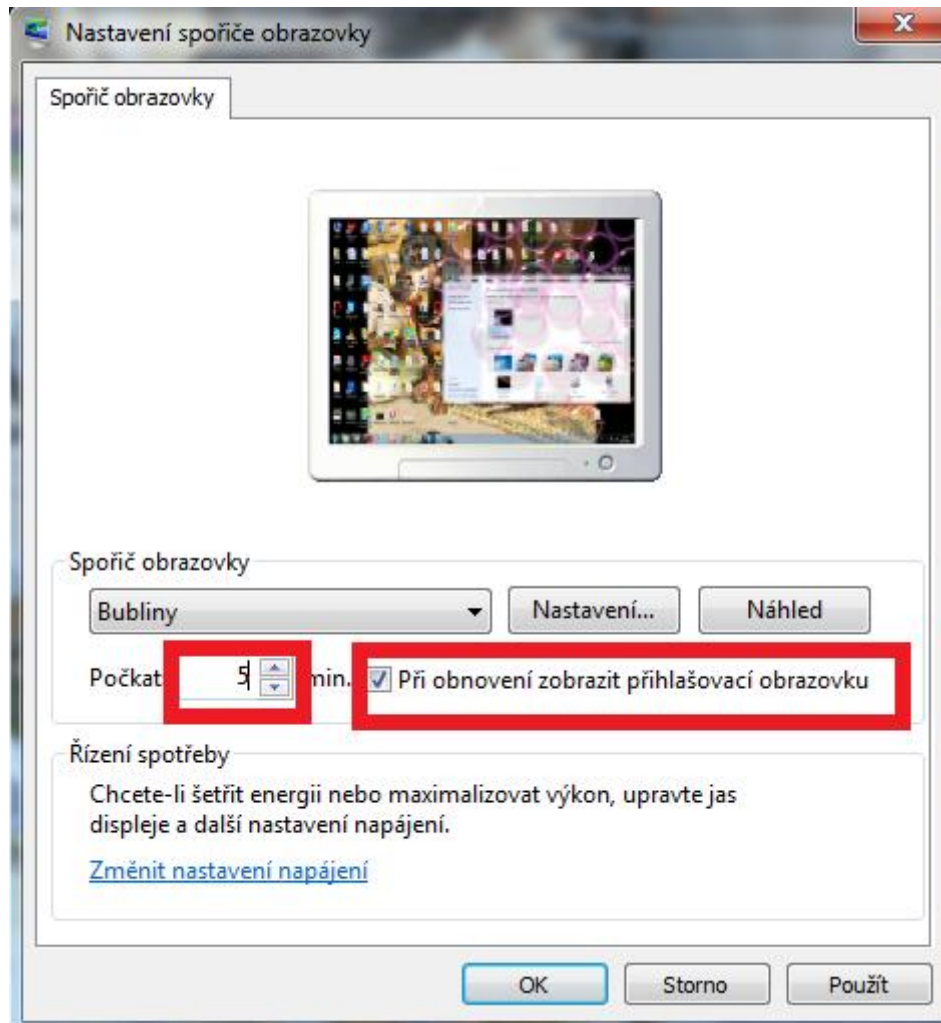 Nastavení spořiče obrazovky
Spořič obrazovky
Spořič obrazovky
Bubliny Nastavení... Náhled
Počkat 5 min. Při obnovení zobrazit přihlašovací obrazovku
Řízení spotřeby
Chcete-li šetřit energii nebo maximalizovat výkon, upravte jas
displeje a další nastavení napájení.
Změnit nastavení napájení
OK Storno Použít